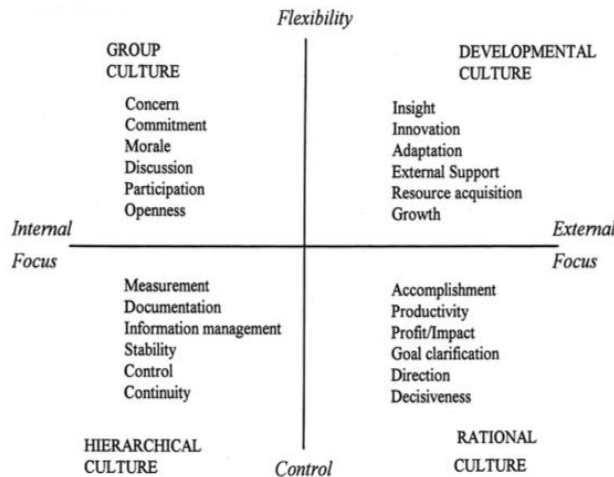 Flexibility
GROUP
CULTURE
Concern
Commitment
Morale
Discussion
Participation
Openness
DEVELOPMENTAL
CULTURE
Insight
Innovation
Adaptation
External Support
Resource acquisition
Growth
Internal
Focus
External
Focus
Measurement
Documentation
Information management
Stability
Control
Continuity
HIERARCHICAL
CULTURE
Accomplishment
Productivity
Profit/Impact
Goal clarification
Direction
Decisiveness
RATIONAL
CULTURE
Control